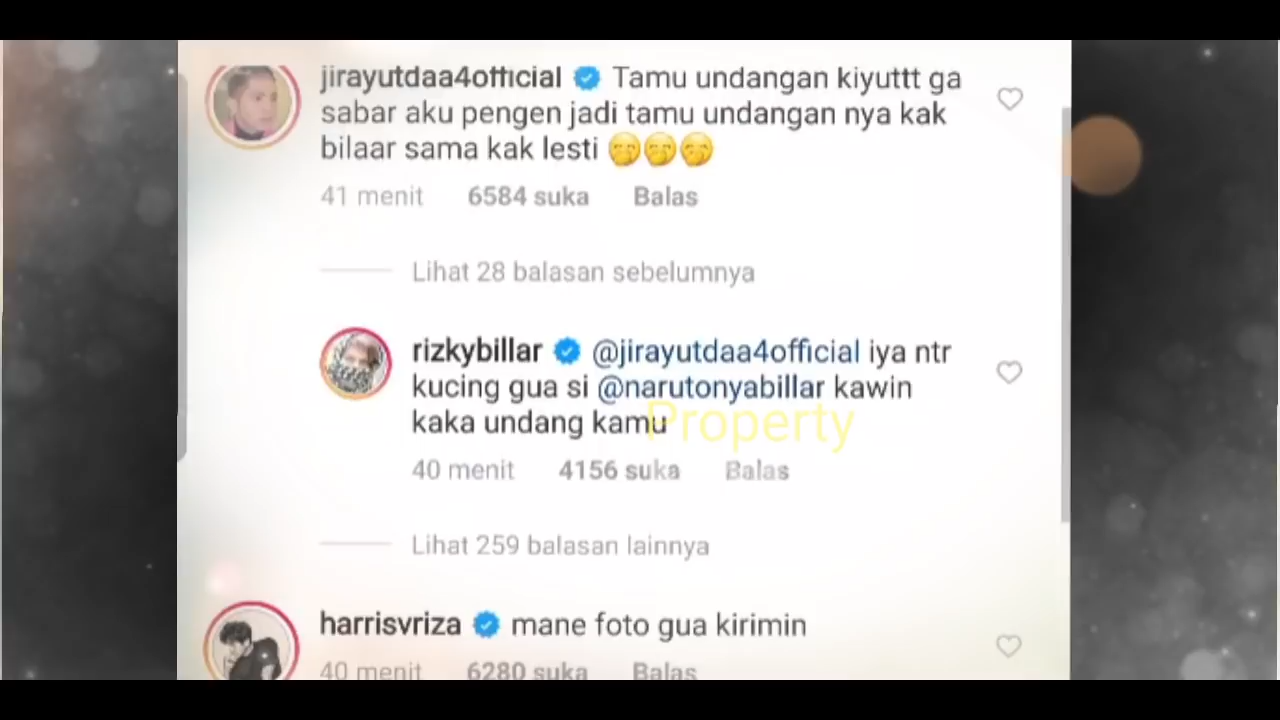 jirayutdaa4official Tamu undangan kiyuttt ga
sabar aku pengen jadi tamu undangan nya kak
bilaar sama kak lesti 🤭🤭🤭
41 menit 6584 suka Balas
Lihat 28 balasan sebelumnya
rizkybillar @jirayutdaa4official iya ntr
kucing gua si @narutonyabillar kawin
kaka undang kamu
Property
40 menit 4156 suka Balas
Lihat 259 balasan lainnya
harrisvriza mane foto gua kirimin
40 menit 6280 suka Balas